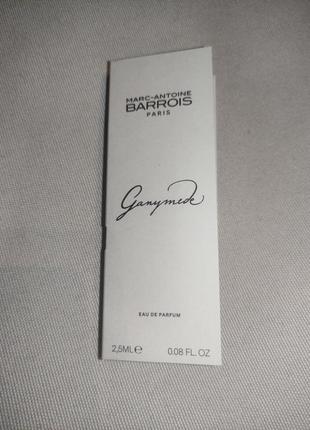 MARC-ANTOINE
BARROIS
PARIS
Ganymede
EAU DE PARFUM
2,5ML℮ 0.08 FL. OZ